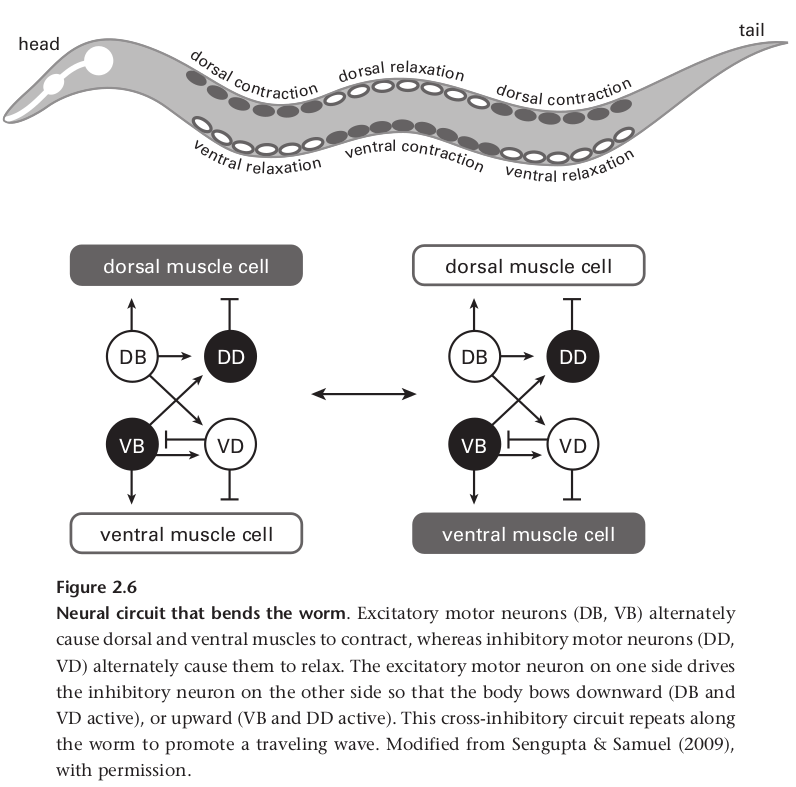 head
tail
dorsal contraction
dorsal relaxation
dorsal contraction
ventral relaxation
ventral contraction
ventral relaxation
dorsal muscle cell
dorsal muscle cell
DB
DD
DB
DD
VB
VD
VB
VD
ventral muscle cell
ventral muscle cell
Figure 2.6
Neural circuit that bends the worm. Excitatory motor neurons (DB, VB) alternately
cause dorsal and ventral muscles to contract, whereas inhibitory motor neurons (DD,
VD) alternately cause them to relax. The excitatory motor neuron on one side drives
the inhibitory neuron on the other side so that the body bows downward (DB and
VD active), or upward (VB and DD active). This cross-inhibitory circuit repeats along
the worm to promote a traveling wave. Modified from Sengupta & Samuel (2009),
with permission.